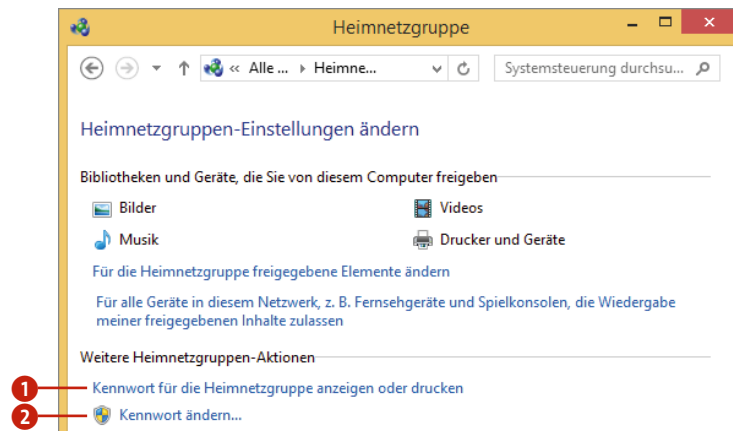 Heimnetzgruppe
« Alle ... Heimne...
Systemsteuerung durchsu...
Heimnetzgruppen-Einstellungen ändern
Bibliotheken und Geräte, die Sie von diesem Computer freigeben
Bilder
Videos
Musik
Drucker und Geräte
Für die Heimnetzgruppe freigegebene Elemente ändern
Für alle Geräte in diesem Netzwerk, z. B. Fernsehgeräte und Spielkonsolen, die Wiedergabe
meiner freigegebenen Inhalte zulassen
Weitere Heimnetzgruppen-Aktionen
1 Kennwort für die Heimnetzgruppe anzeigen oder drucken
2 Kennwort ändern...